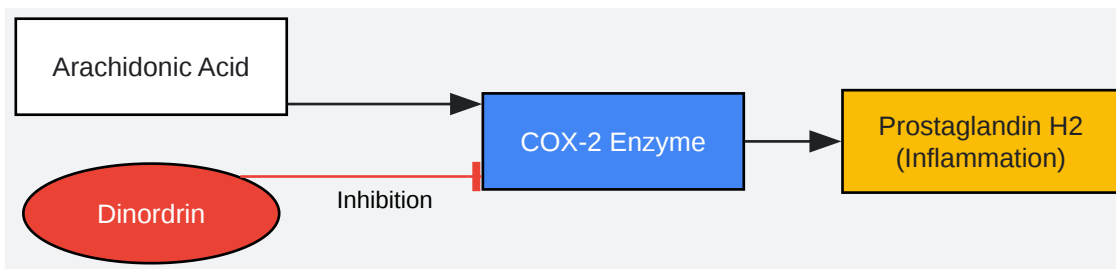 Arachidonic Acid
COX-2 Enzyme
Prostaglandin H2
(Inflammation)
Inhibition
Dinordrin